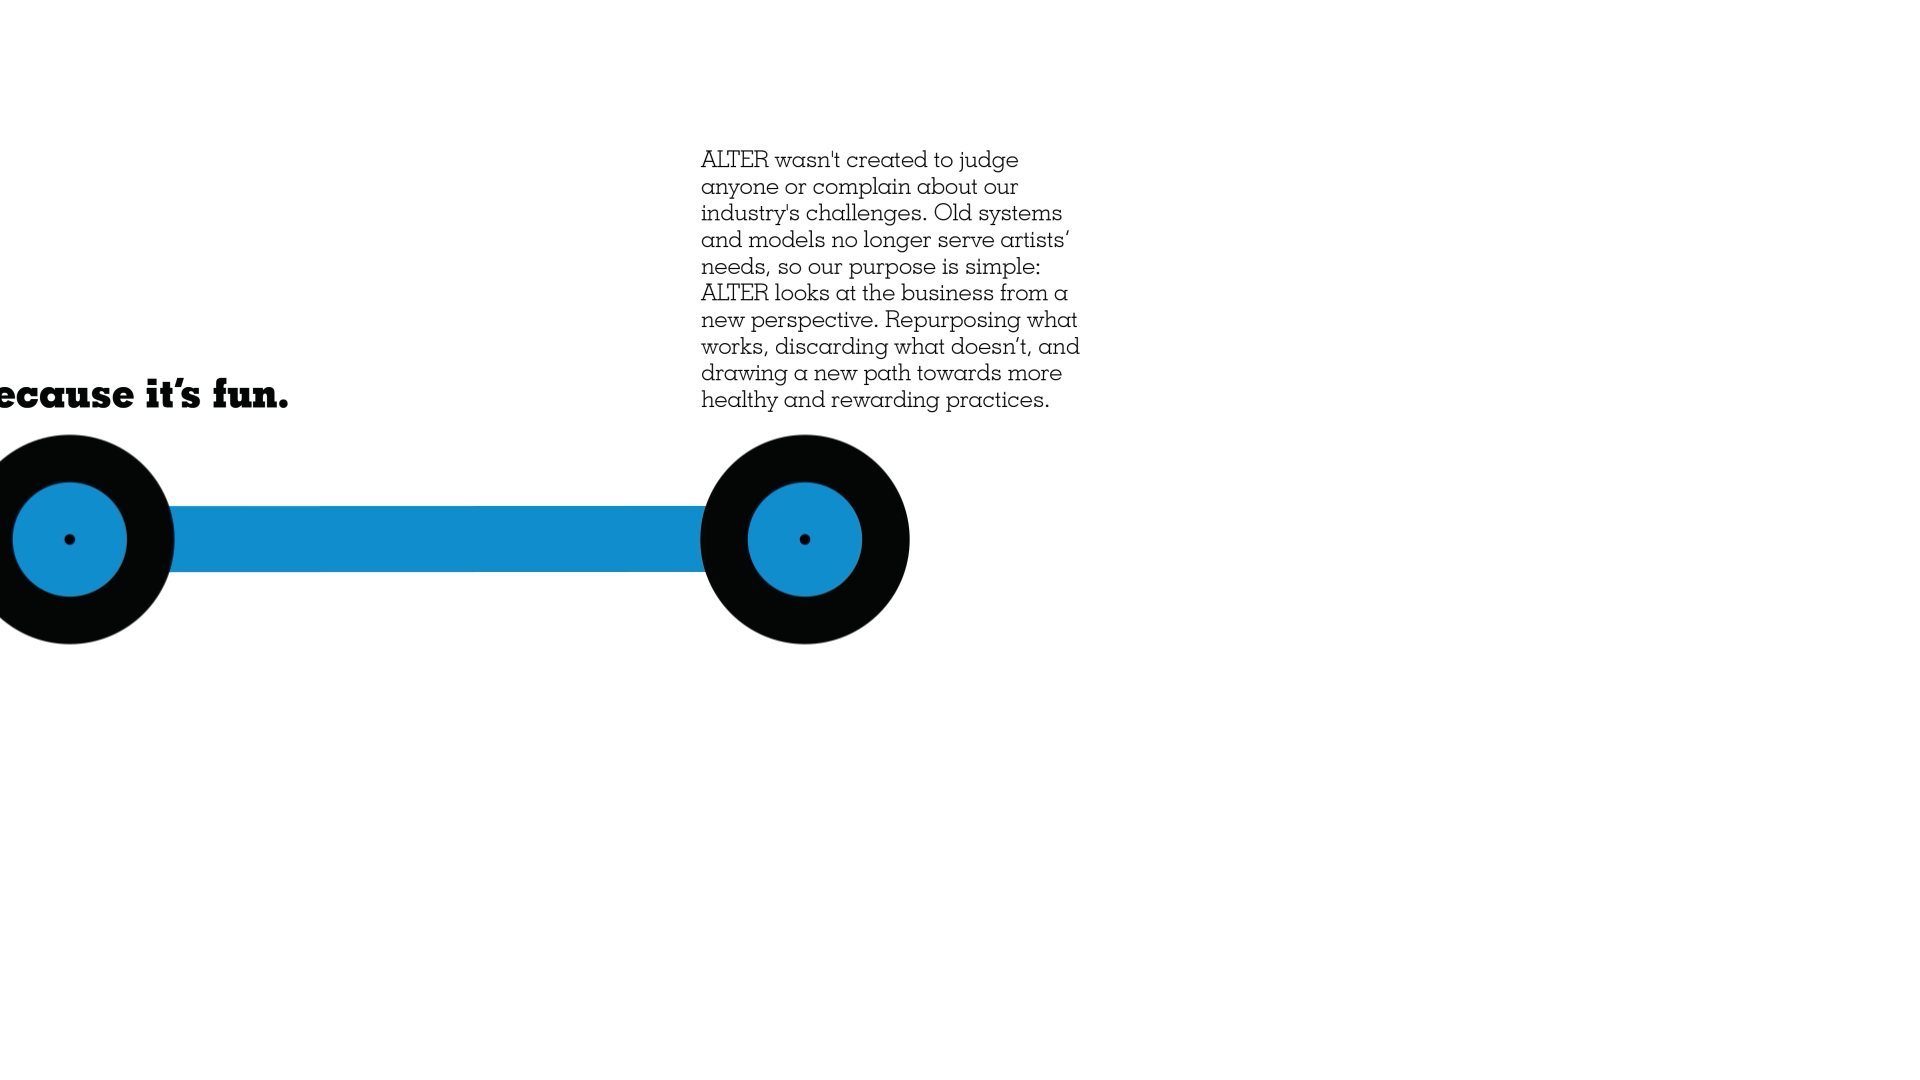 ecause it’s fun.
ALTER wasn't created to judge
anyone or complain about our
industry's challenges. Old systems
and models no longer serve artists’
needs, so our purpose is simple:
ALTER looks at the business from a
new perspective. Repurposing what
works, discarding what doesn’t, and
drawing a new path towards more
healthy and rewarding practices.